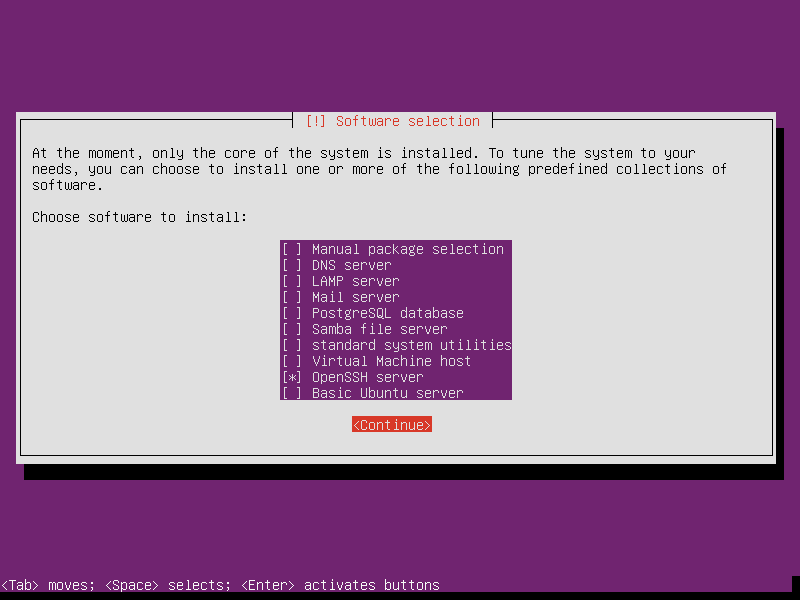 [!] Software selection
At the moment, only the core of the system is installed. To tune the system to your
needs, you can choose to install one or more of the following predefined collections of
software.
Choose software to install:
[ ] Manual package selection
[ ] DNS server
[ ] LAMP server
[ ] Mail server
[ ] PostgreSQL database
[ ] Samba file server
[ ] standard system utilities
[ ] Virtual Machine host
[*] OpenSSH server
[ ] Basic Ubuntu server
<Continue>
<Tab> moves; <Space> selects; <Enter> activates buttons